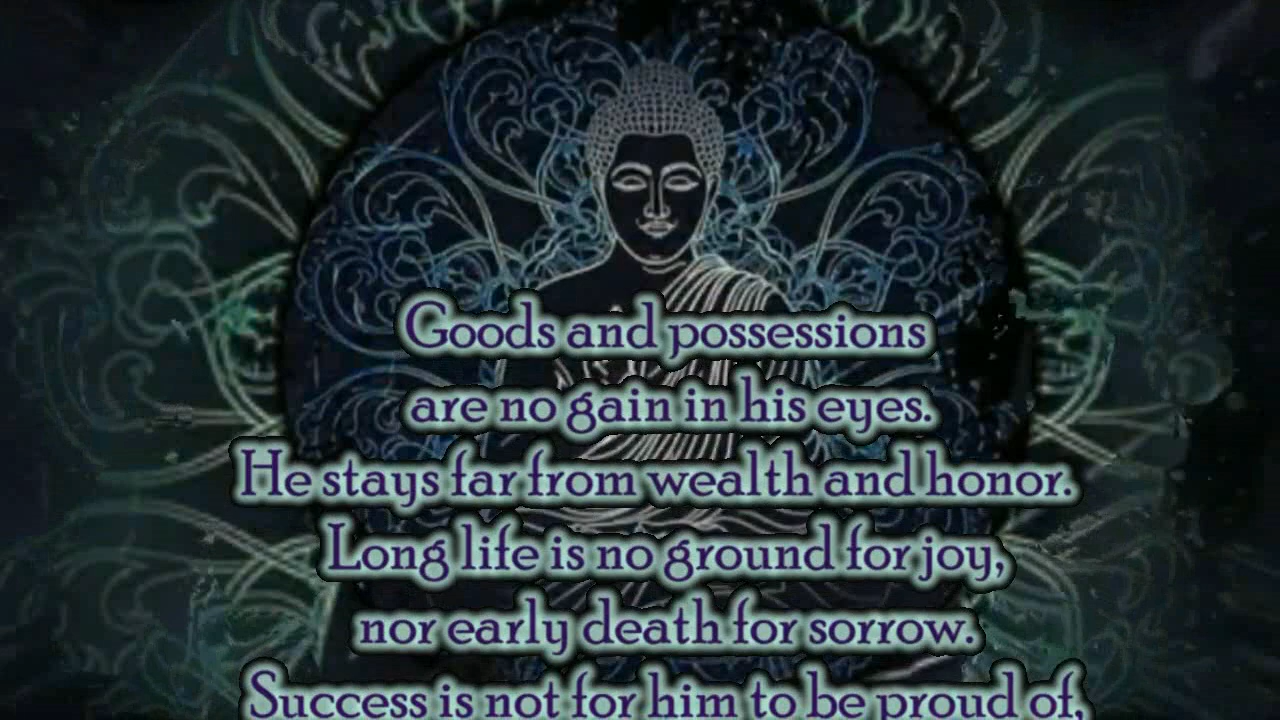 Goods and possessions
are no gain in his eyes.
He stays far from wealth and honor.
Long life is no ground for joy,
nor early death for sorrow.
Success is not for him to be proud of,